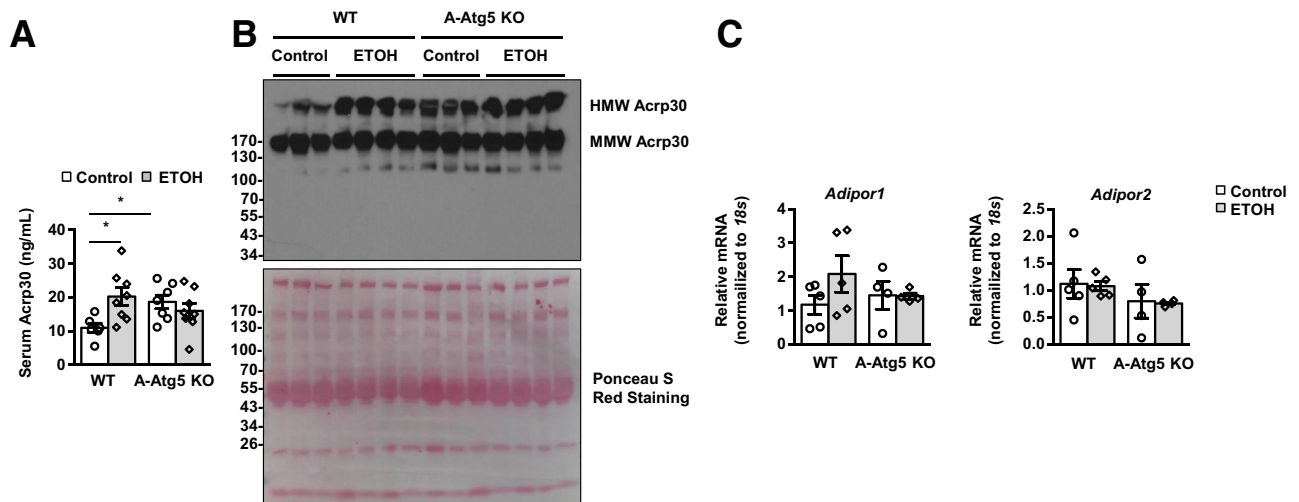 A
Control ETOH
*
*
Serum Acrp30 (ng/mL)
40
30
20
10
0
WT A-Atg5 KO
B
WT A-Atg5 KO
Control ETOH Control ETOH
HMW Acrp30
MMW Acrp30
170-
130-
100-
70-
55-
43-
34-
170-
130-
100-
70-
55-
43-
34-
26-
Ponceau S
Red Staining
C
Adipor1
Relative mRNA
(normailized to 18s)
4
3
2
1
0
WT A-Atg5 KO
Adipor2
Relative mRNA
(normailized to 18s)
2.5
2.0
1.5
1.0
0.5
0.0
WT A-Atg5 KO
Control
ETOH